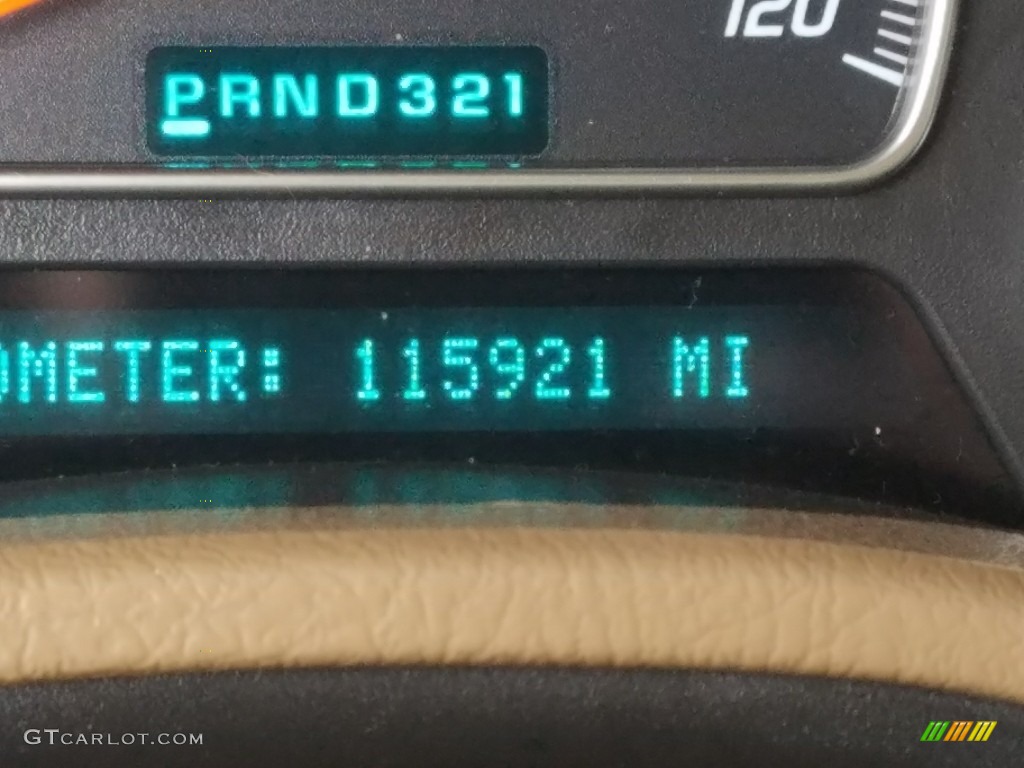 120
PRND321
OMETER: 115921 MI
GTCARLOT.COM